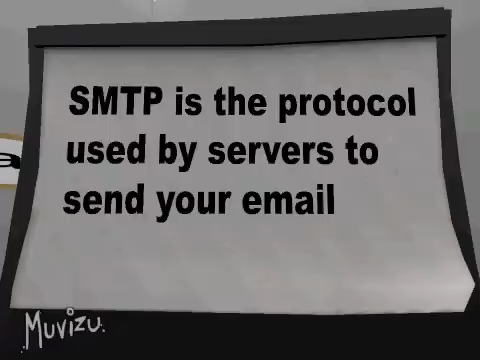 SMTP is the protocol
used by servers to
send your email
a
Muvizu